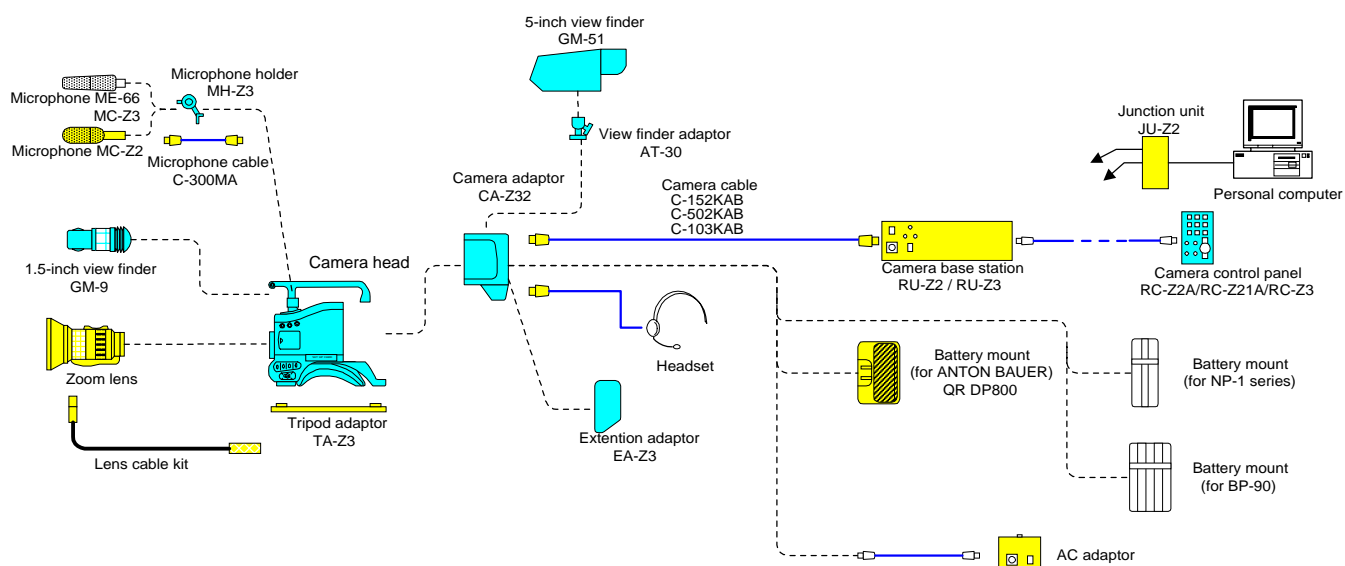 5-inch view finder
GM-51
Microphone holder
MH-Z3
Microphone ME-66
MC-Z3
Microphone MC-Z2
Microphone cable
C-300MA
View finder adaptor
AT-30
Junction unit
JU-Z2
Personal computer
Camera adaptor
CA-Z32
Camera cable
C-152KAB
C-502KAB
C-103KAB
1.5-inch view finder
GM-9
Camera head
Camera base station
RU-Z2 / RU-Z3
Camera control panel
RC-Z2A/RC-Z21A/RC-Z3
Zoom lens
Headset
Battery mount
(for ANTON BAUER)
QR DP800
Battery mount
(for NP-1 series)
Tripod adaptor
TA-Z3
Extention adaptor
EA-Z3
Lens cable kit
Battery mount
(for BP-90)
AC adaptor